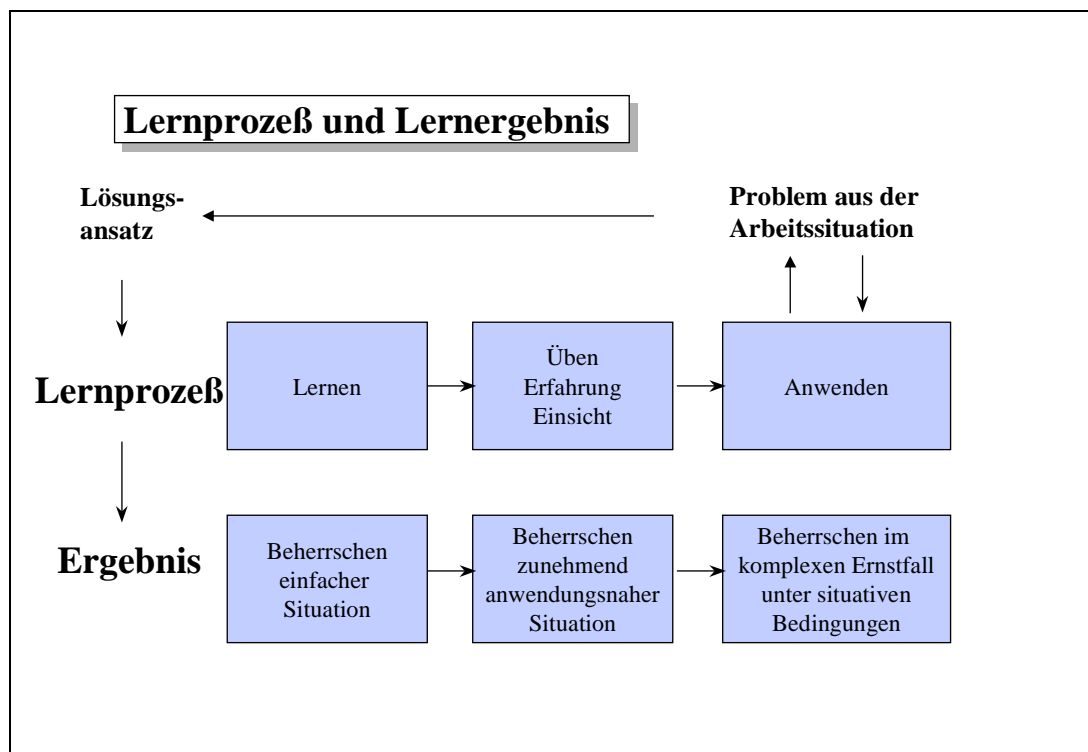 Lernprozeß und Lernergebnis
Lösungs-
ansatz
Problem aus der
Arbeitssituation
Lernprozeß
Lernen
Üben
Erfahrung
Einsicht
Anwenden
Ergebnis
Beherrschen
einfacher
Situation
Beherrschen
zunehmend
anwendungsnaher
Situation
Beherrschen im
komplexen Ernstfall
unter situativen
Bedingungen